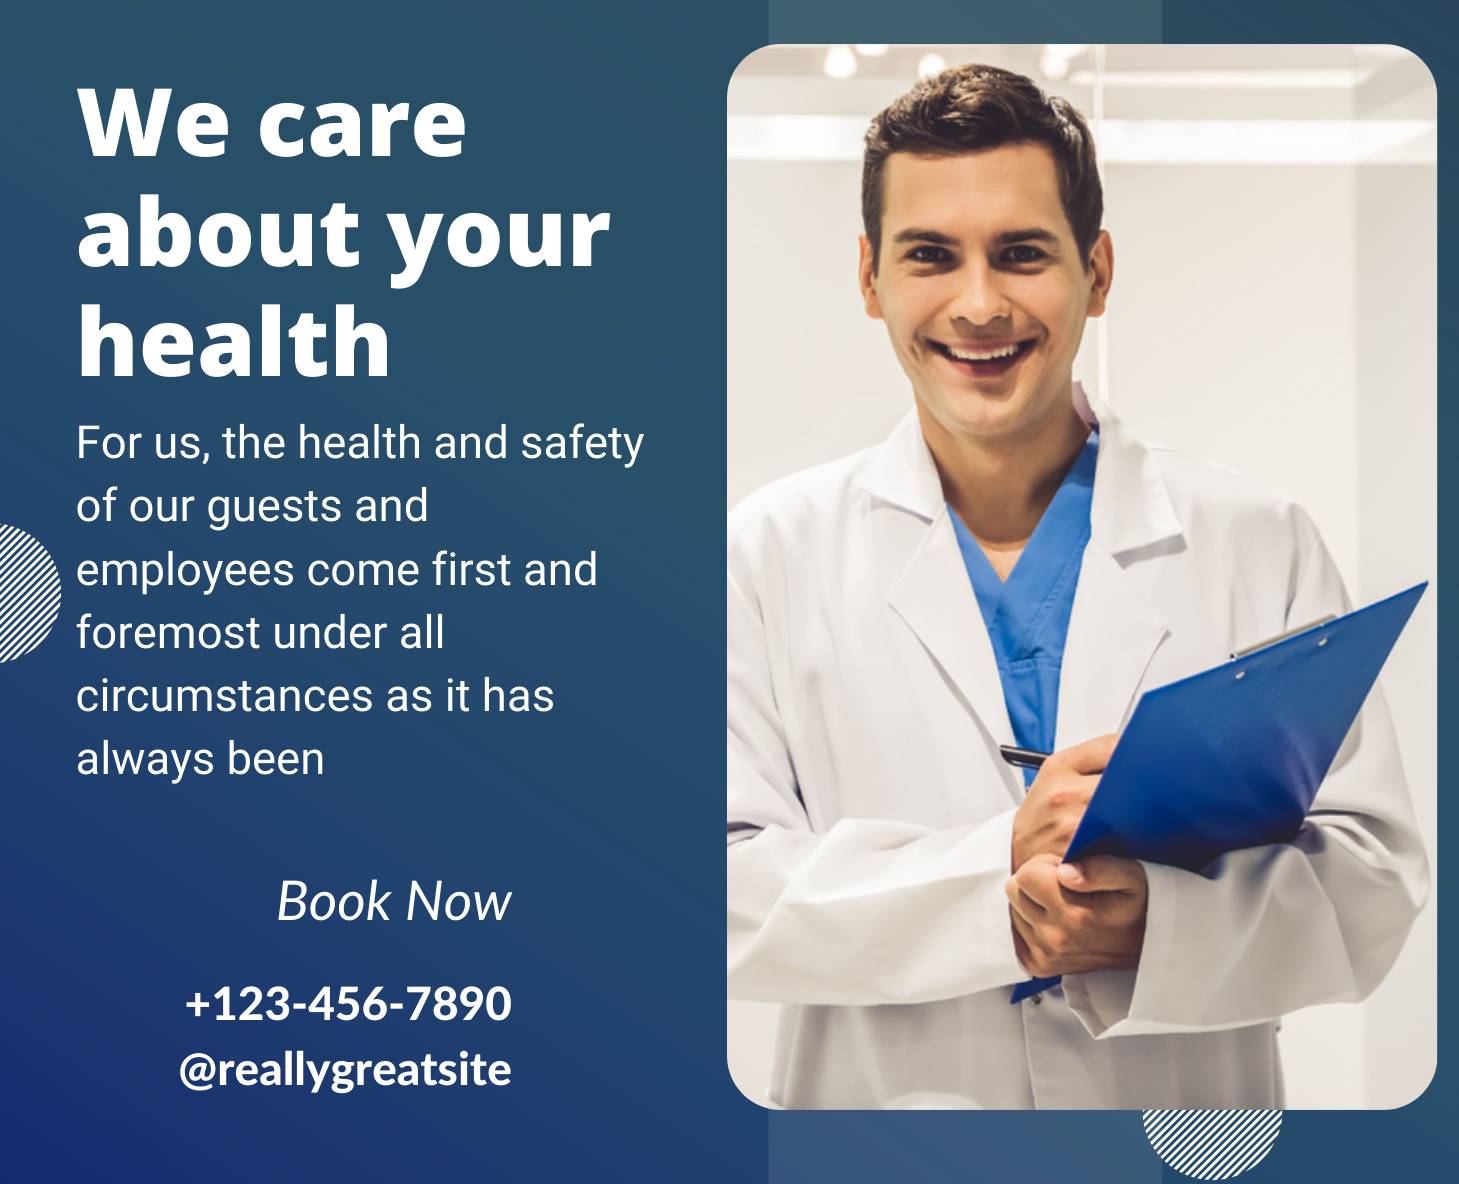 We care
about your
health
For us, the health and safety
of our guests and
employees come first and
foremost under all
circumstances as it has
always been
Book Now
+123-456-7890
@reallygreatsite